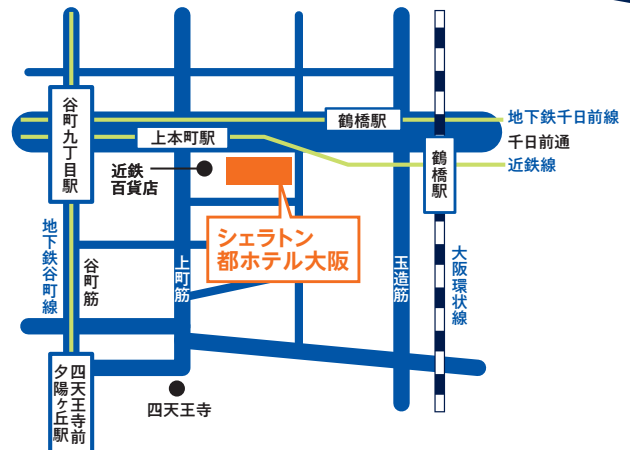 谷町九丁目駅
鶴橋駅
地下鉄千日前線
上本町駅
千日前通
近鉄線
鶴橋駅
近鉄
百貨店
シェラトン
都ホテル大阪
地下鉄谷町線
谷町筋
上町筋
玉造筋
大阪環状線
四天王寺前
夕陽ヶ丘駅
四天王寺